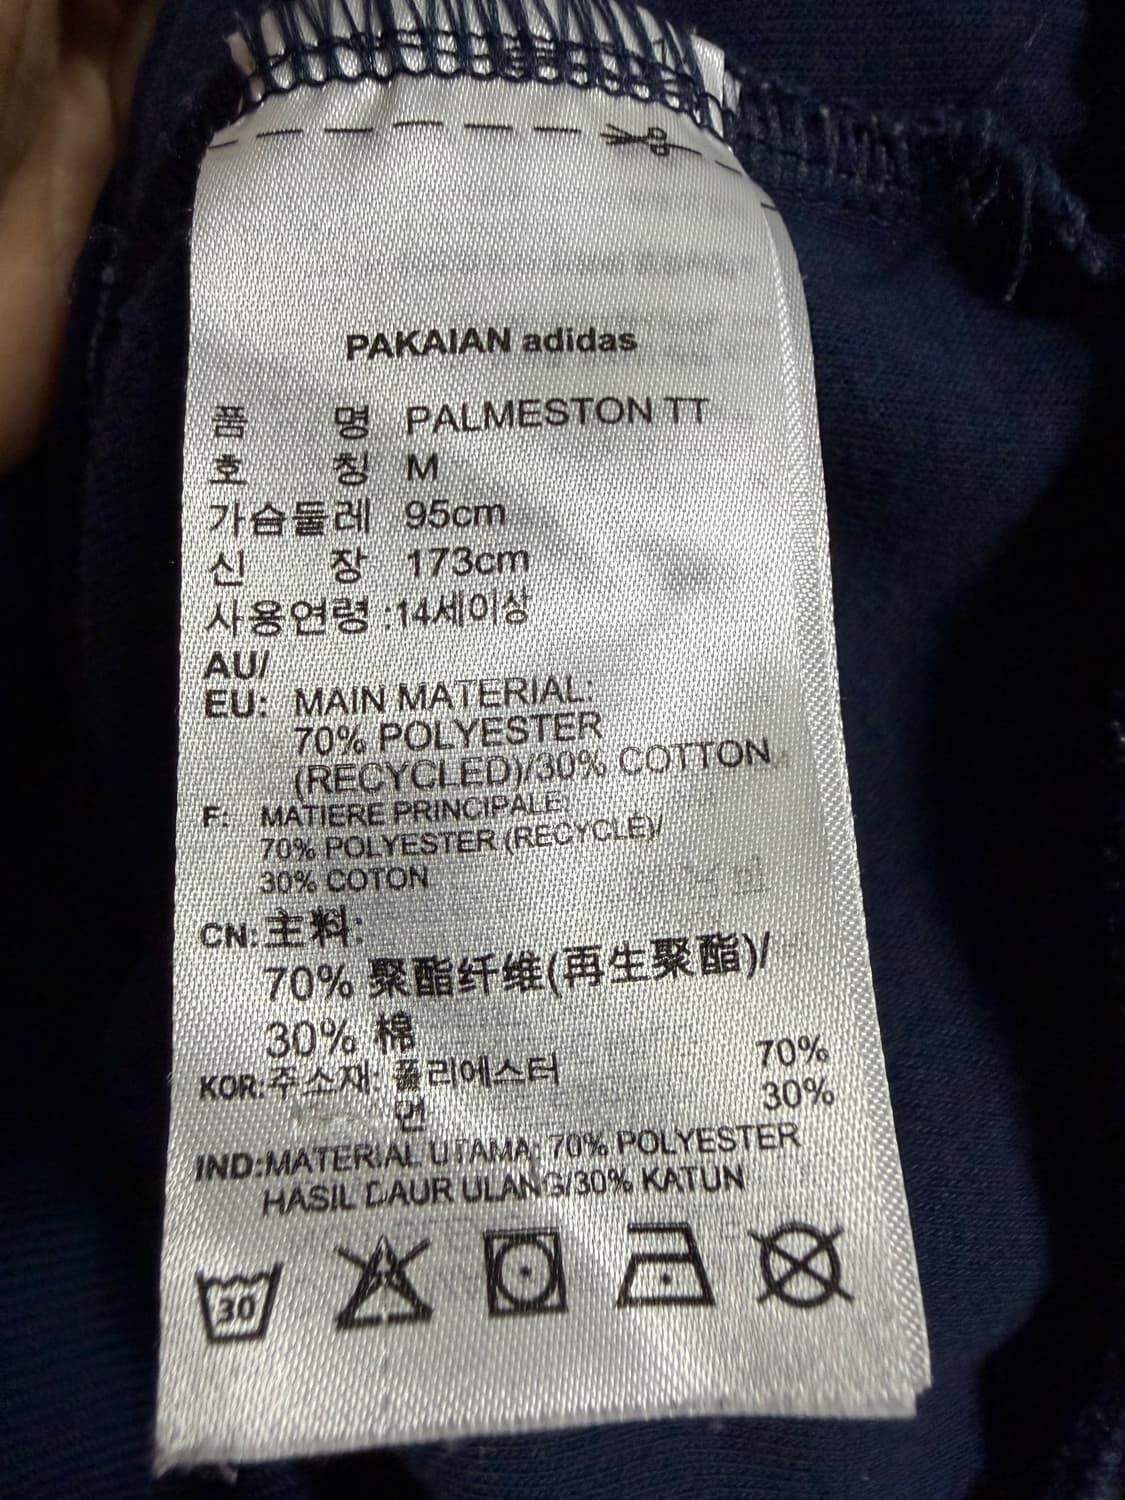 PAKAIAN adidas
품 명 PALMESTON TT
호 칭 M
가슴둘레 95cm
신 장 173cm
사용연령 :14세이상
AU/
EU: MAIN MATERIAL:
70% POLYESTER
(RECYCLED)/30% COTTON
F: MATIERE PRINCIPALE:
70% POLYESTER (RECYCLÉ)/
30% COTON
CN: 主料:
70% 聚酯纤维(再生聚酯)/
30% 棉
KOR:주소재: 폴리에스터 70%
면 30%
IND:MATERIAL UTAMA: 70% POLYESTER
HASIL DAUR ULANG/30% KATUN
30